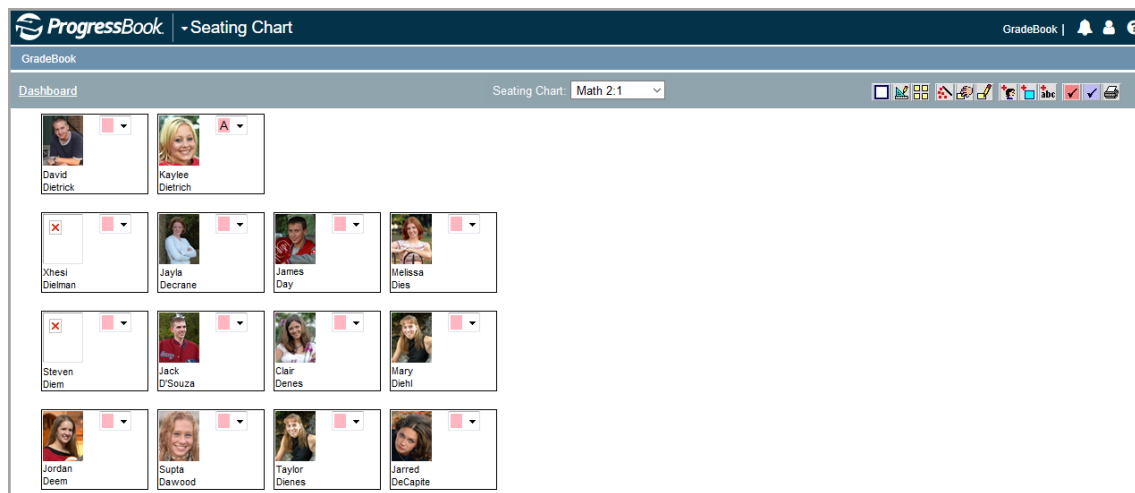 ProgressBook Seating Chart GradeBook |
GradeBook
Dashboard Seating Chart: Math 2:1 abc
A
David Kaylee
Dietrick Dietrich
Xhesi Jayla James Melissa
Dielman Decrane Day Dies
Steven Jack Clair Mary
Diem D'Souza Denes Diehl
Jordan Supta Taylor Jarred
Deem Dawood Dienes DeCapite